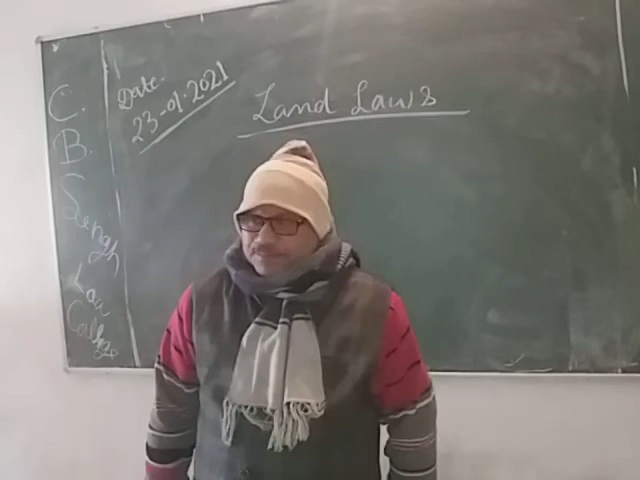 C.
B.
Singh
Law
College
Date.
23-01-2021
Land Laws